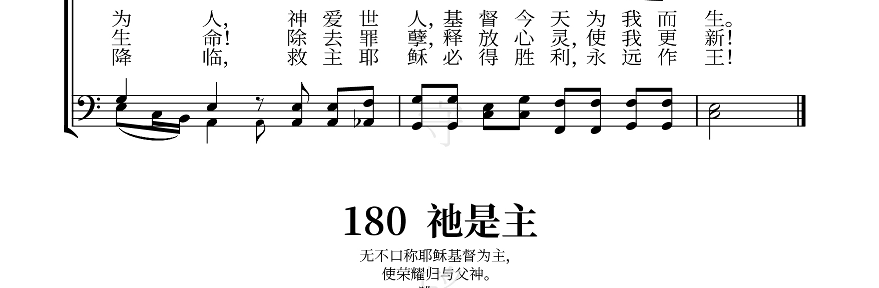 为 人, 神 爱 世 人, 基 督 今 天 为 我 而 生。
生 命! 除 去 罪 孽, 释 放 心 灵, 使 我 更 新!
降 临, 救 主 耶 稣 必 得 胜 利, 永 远 作 王!
180 祂是主
无不口称耶稣基督为主,
使荣耀归与父神。